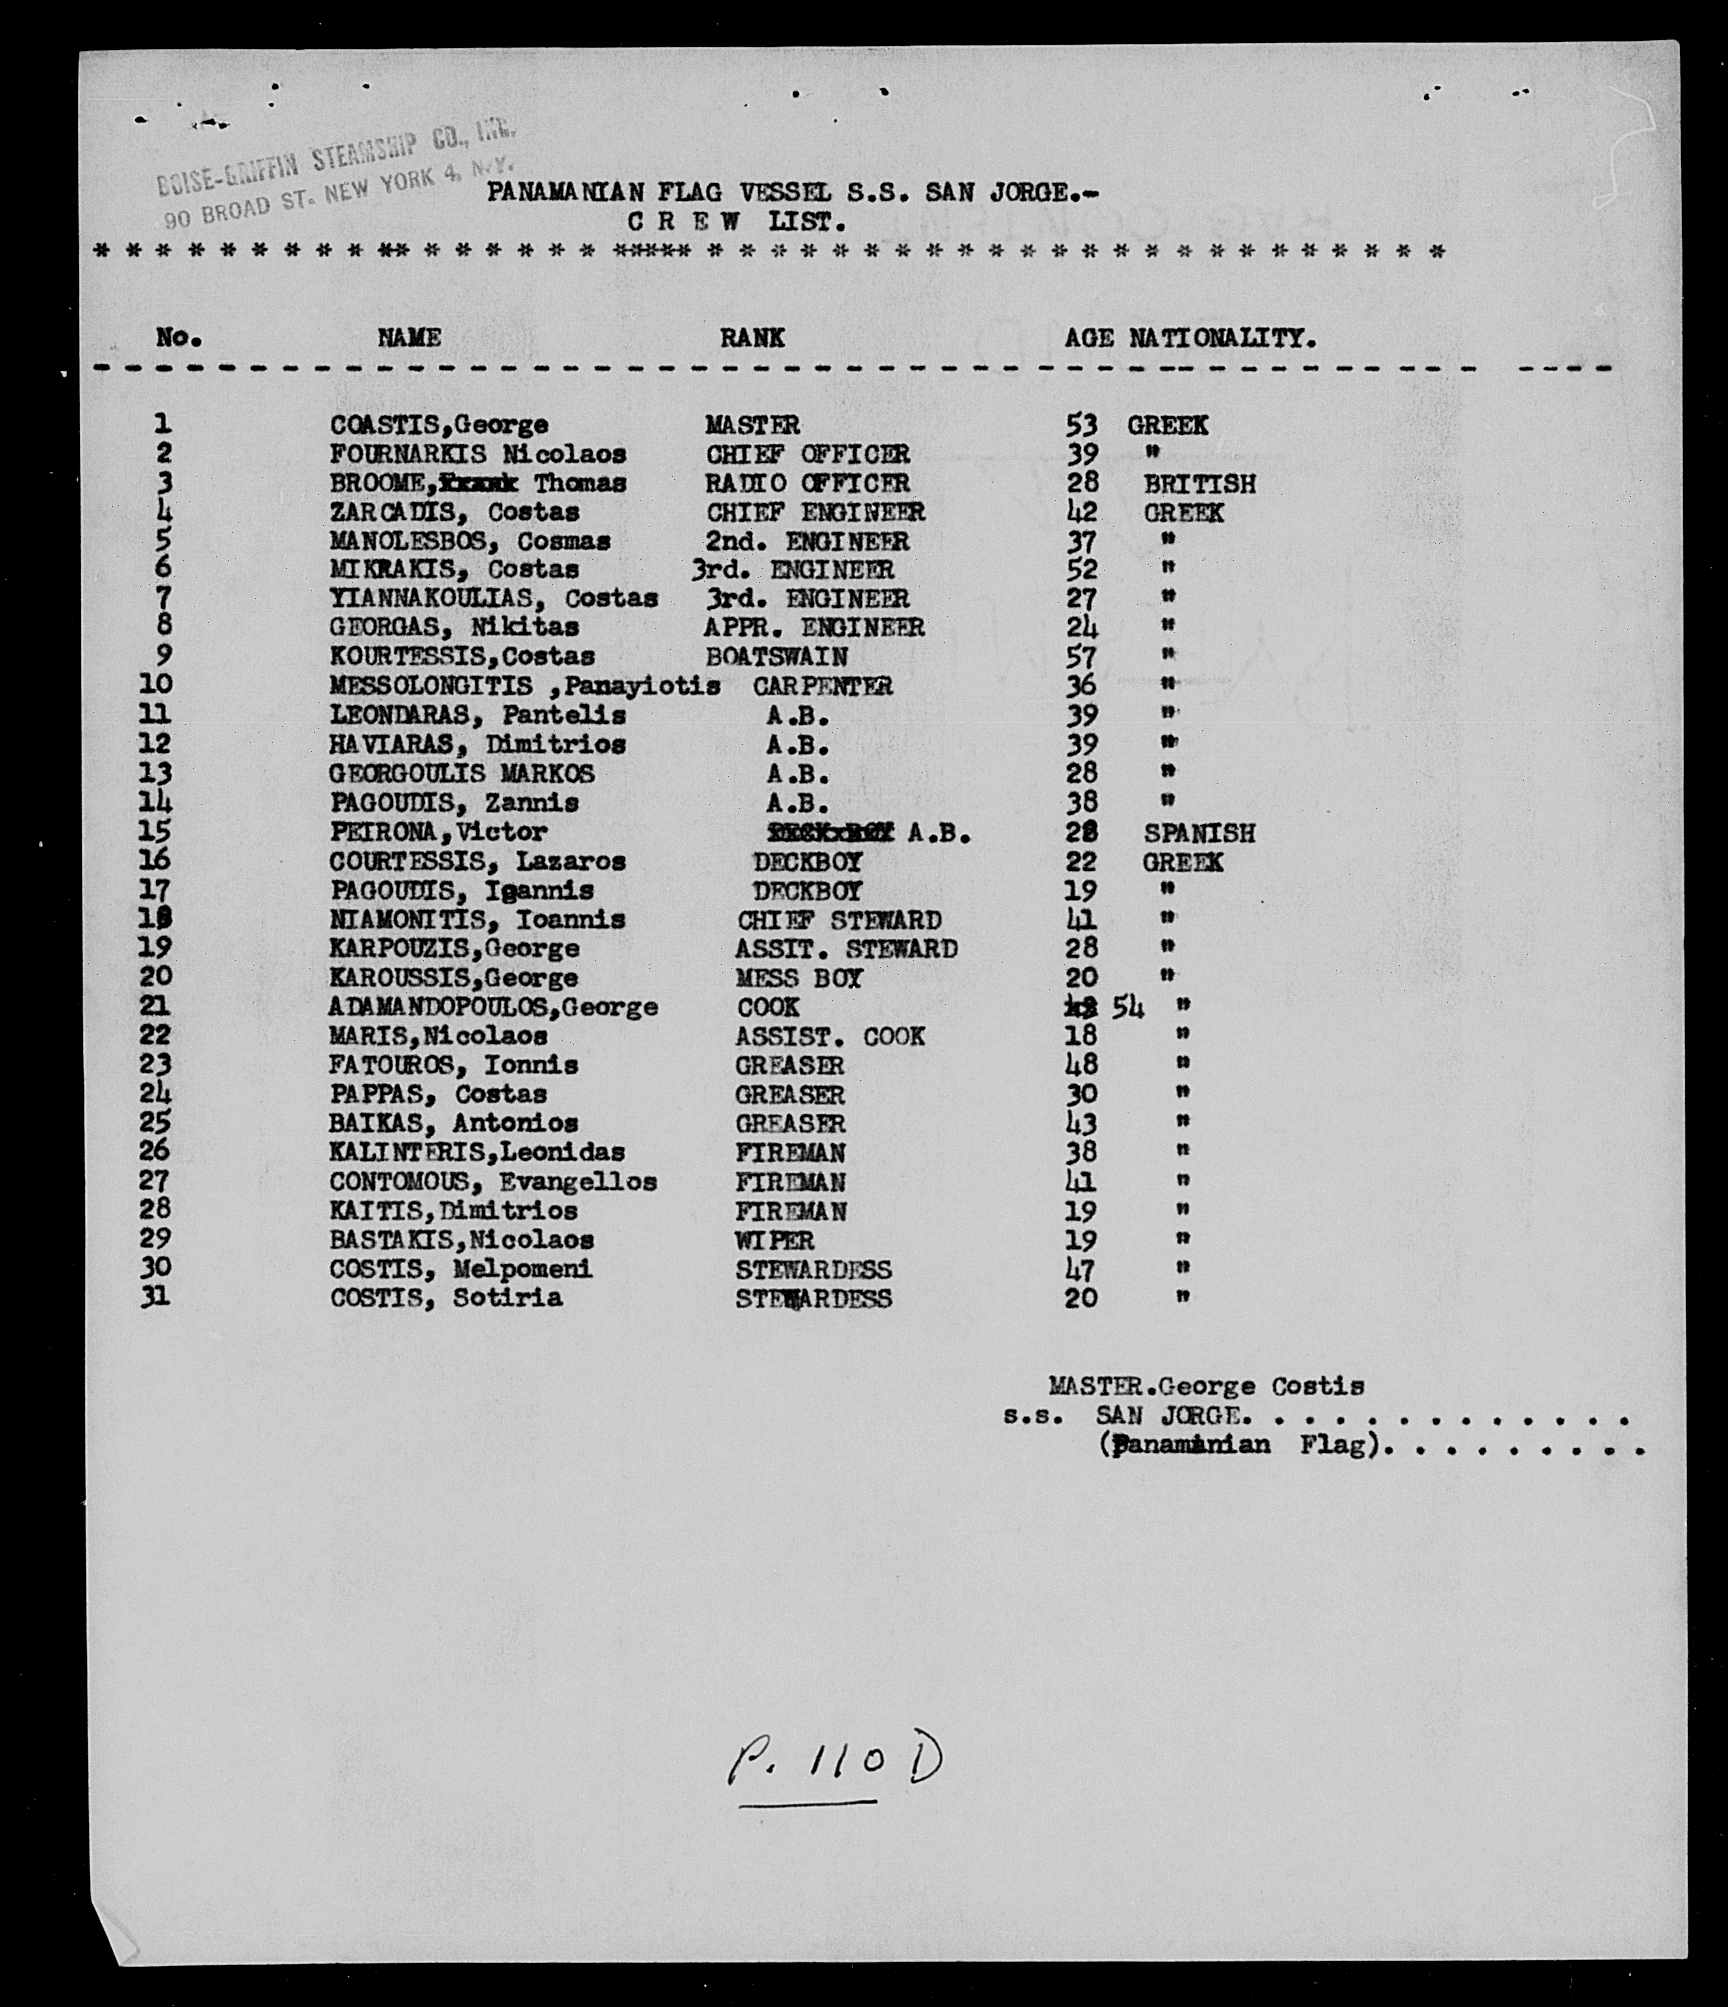 BOISE-GRIFFIN STEAMSHIP CO., INC.
90 BROAD ST. NEW YORK 4, N.Y.
PANAMANIAN FLAG VESSEL S.S. SAN JORGE.-
C R E W LIST.
* * * * * * * * * ** * * * * * * ***** * * * * * * * * * * * * * * * * * * * * * * * *
No. NAME RANK AGE NATIONALITY.
- - - - - - - - - - - - - - - - - - - - - - - - - - - - - - - - - - -- - - - - - - -- - ----
1 COASTIS,George MASTER 53 GREEK
2 FOURNARKIS Nicolaos CHIEF OFFICER 39 "
3 BROOME, Thomas RADIO OFFICER 28 BRITISH
4 ZARCADIS, Costas CHIEF ENGINEER 42 GREEK
5 MANOLESBOS, Cosmas 2nd. ENGINEER 37 "
6 MIKRAKIS, Costas 3rd. ENGINEER 52 "
7 YIANNAKOULIAS, Costas 3rd. ENGINEER 27 "
8 GEORGAS, Nikitas APPR. ENGINEER 24 "
9 KOURTESSIS,Costas BOATSWAIN 57 "
10 MESSOLONGITIS ,Panayiotis CARPENTER 36 "
11 LEONDARAS, Pantelis A.B. 39 "
12 HAVIARAS, Dimitrios A.B. 39 "
13 GEORGOULIS MARKOS A.B. 28 "
14 PAGOUDIS, Zannis A.B. 38 "
15 PEIRONA,Victor A.B. 28 SPANISH
16 COURTESSIS, Lazaros DECKBOY 22 GREEK
17 PAGOUDIS, Ioannis DECKBOY 19 "
18 NIAMONITIS, Ioannis CHIEF STEWARD 41 "
19 KARPOUZIS,George ASSIT. STEWARD 28 "
20 KAROUSSIS,George MESS BOY 20 "
21 ADAMANDOPOULOS,George COOK 54 "
22 MARIS,Nicolaos ASSIST. COOK 18 "
23 FATOUROS, Ionnis GREASER 48 "
24 PAPPAS, Costas GREASER 30 "
25 BAIKAS, Antonios GREASER 43 "
26 KALINTERIS,Leonidas FIREMAN 38 "
27 CONTOMOUS, Evangellos FIREMAN 41 "
28 KAITIS,Dimitrios FIREMAN 19 "
29 BASTAKIS,Nicolaos WIPER 19 "
30 COSTIS, Melpomeni STEWARDESS 47 "
31 COSTIS, Sotiria STEWARDESS 20 "
MASTER.George Costis
s.s. SAN JORGE. . . . . . . . . . . . .
(Panamanian Flag). . . . . . . . .
P. 110 D